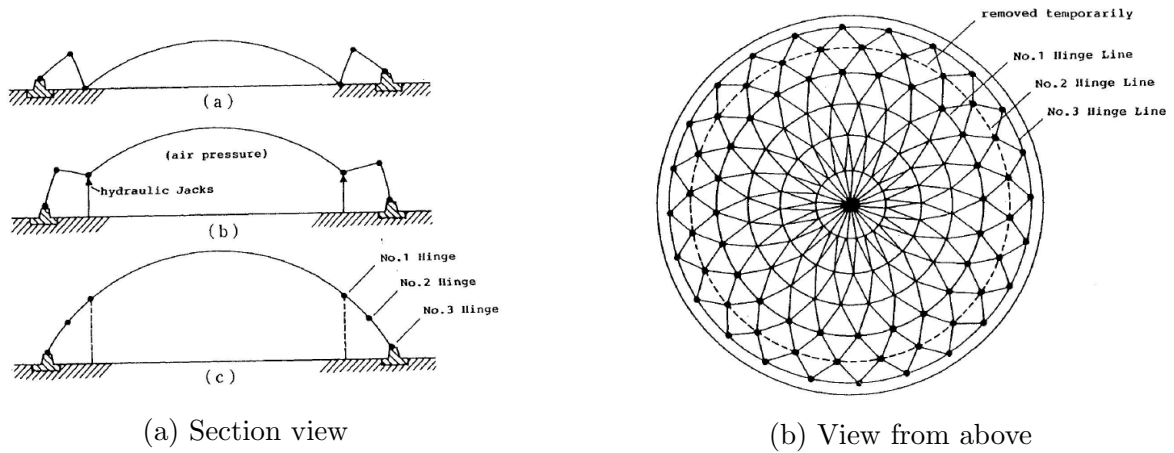 (a)
(air pressure)
hydraulic Jacks
(b)
No.1 Hinge
No.2 Hinge
No.3 Hinge
(c)
(a) Section view
removed temporarily
No.1 Hinge Line
No.2 Hinge Line
No.3 Hinge Line
(b) View from above